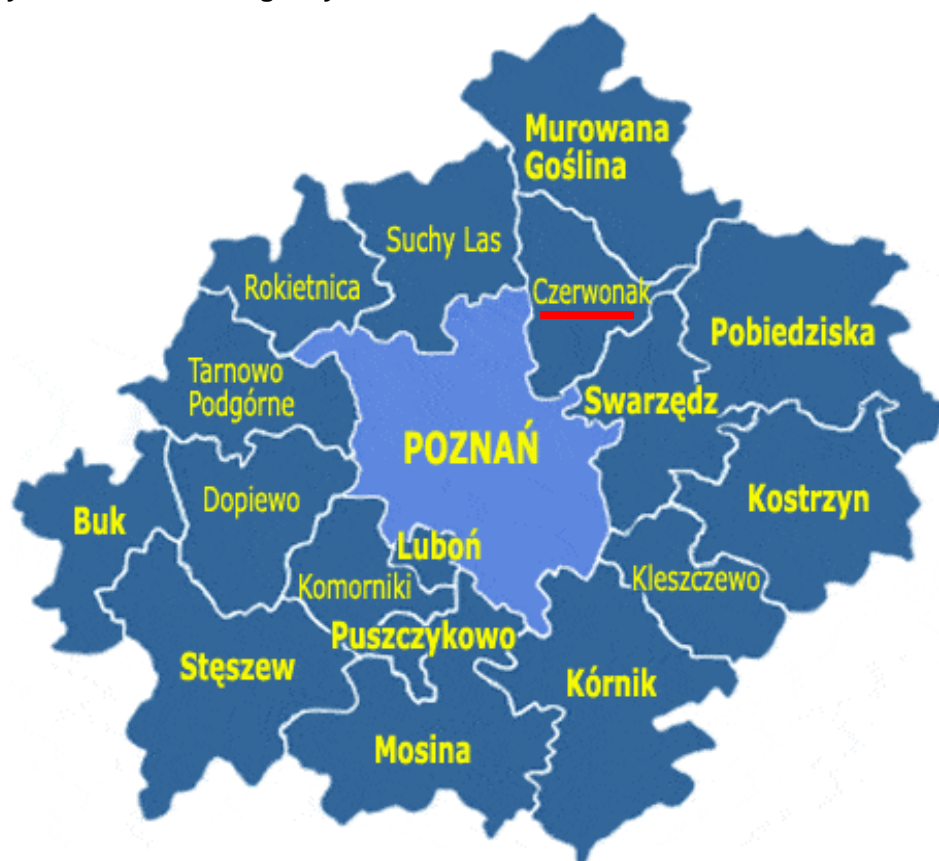 Murowana
Goślina
Suchy Las
Rokietnica
Czerwonak
Pobiedziska
Tarnowo
Podgórne
Swarzędz
POZNAŃ
Kostrzyn
Dopiewo
Buk
Luboń
Kleszczewo
Komorniki
Puszczykowo
Stęszew
Kórnik
Mosina